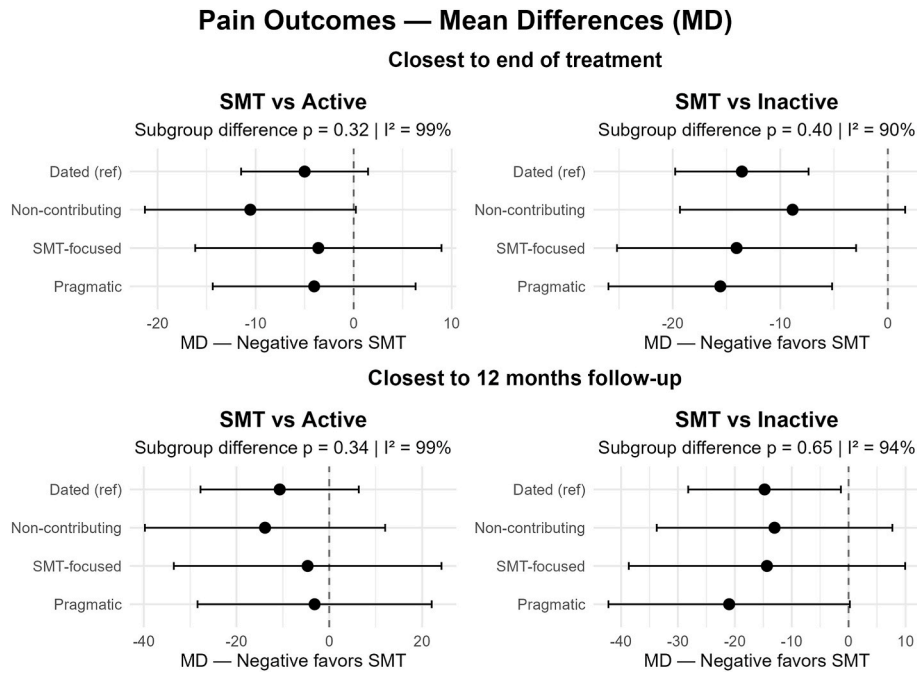 Pain Outcomes — Mean Differences (MD)
Closest to end of treatment
SMT vs Active
Subgroup difference p = 0.32 | I² = 99%
Dated (ref)
Non-contributing
SMT-focused
Pragmatic
-20 -10 0 10
MD — Negative favors SMT
SMT vs Inactive
Subgroup difference p = 0.40 | I² = 90%
Dated (ref)
Non-contributing
SMT-focused
Pragmatic
-20 -10 0
MD — Negative favors SMT
Closest to 12 months follow-up
SMT vs Active
Subgroup difference p = 0.34 | I² = 99%
Dated (ref)
Non-contributing
SMT-focused
Pragmatic
-40 -20 0 20
MD — Negative favors SMT
SMT vs Inactive
Subgroup difference p = 0.65 | I² = 94%
Dated (ref)
Non-contributing
SMT-focused
Pragmatic
-40 -30 -20 -10 0 10
MD — Negative favors SMT